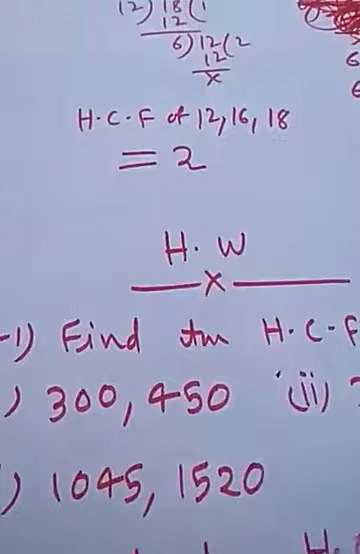 12) 18 (1
12
6) 12 (2
12
x
H.C.F of 12, 16, 18
= 2
H. W
x
-1) Find the H.C.F
) 300, 450 (ii)
) 1045, 1520
H.